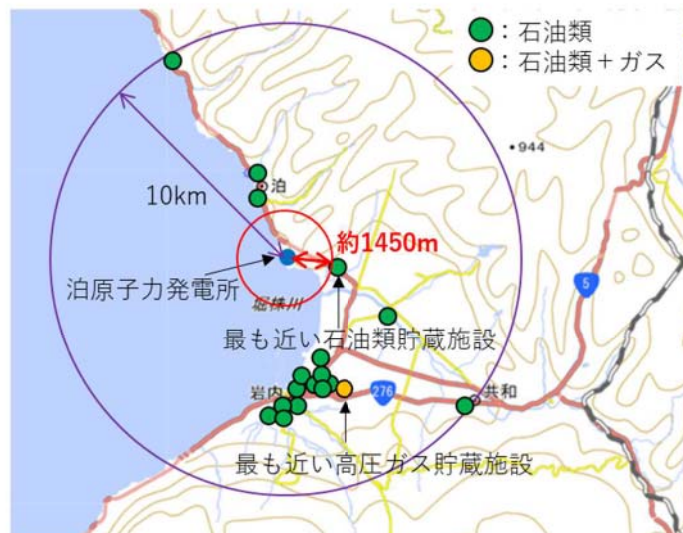 ：石油類
：石油類＋ガス
944
10km
泊
約1450m
泊原子力発電所
堀株川
5
最も近い石油類貯蔵施設
岩内
276
共和
最も近い高圧ガス貯蔵施設